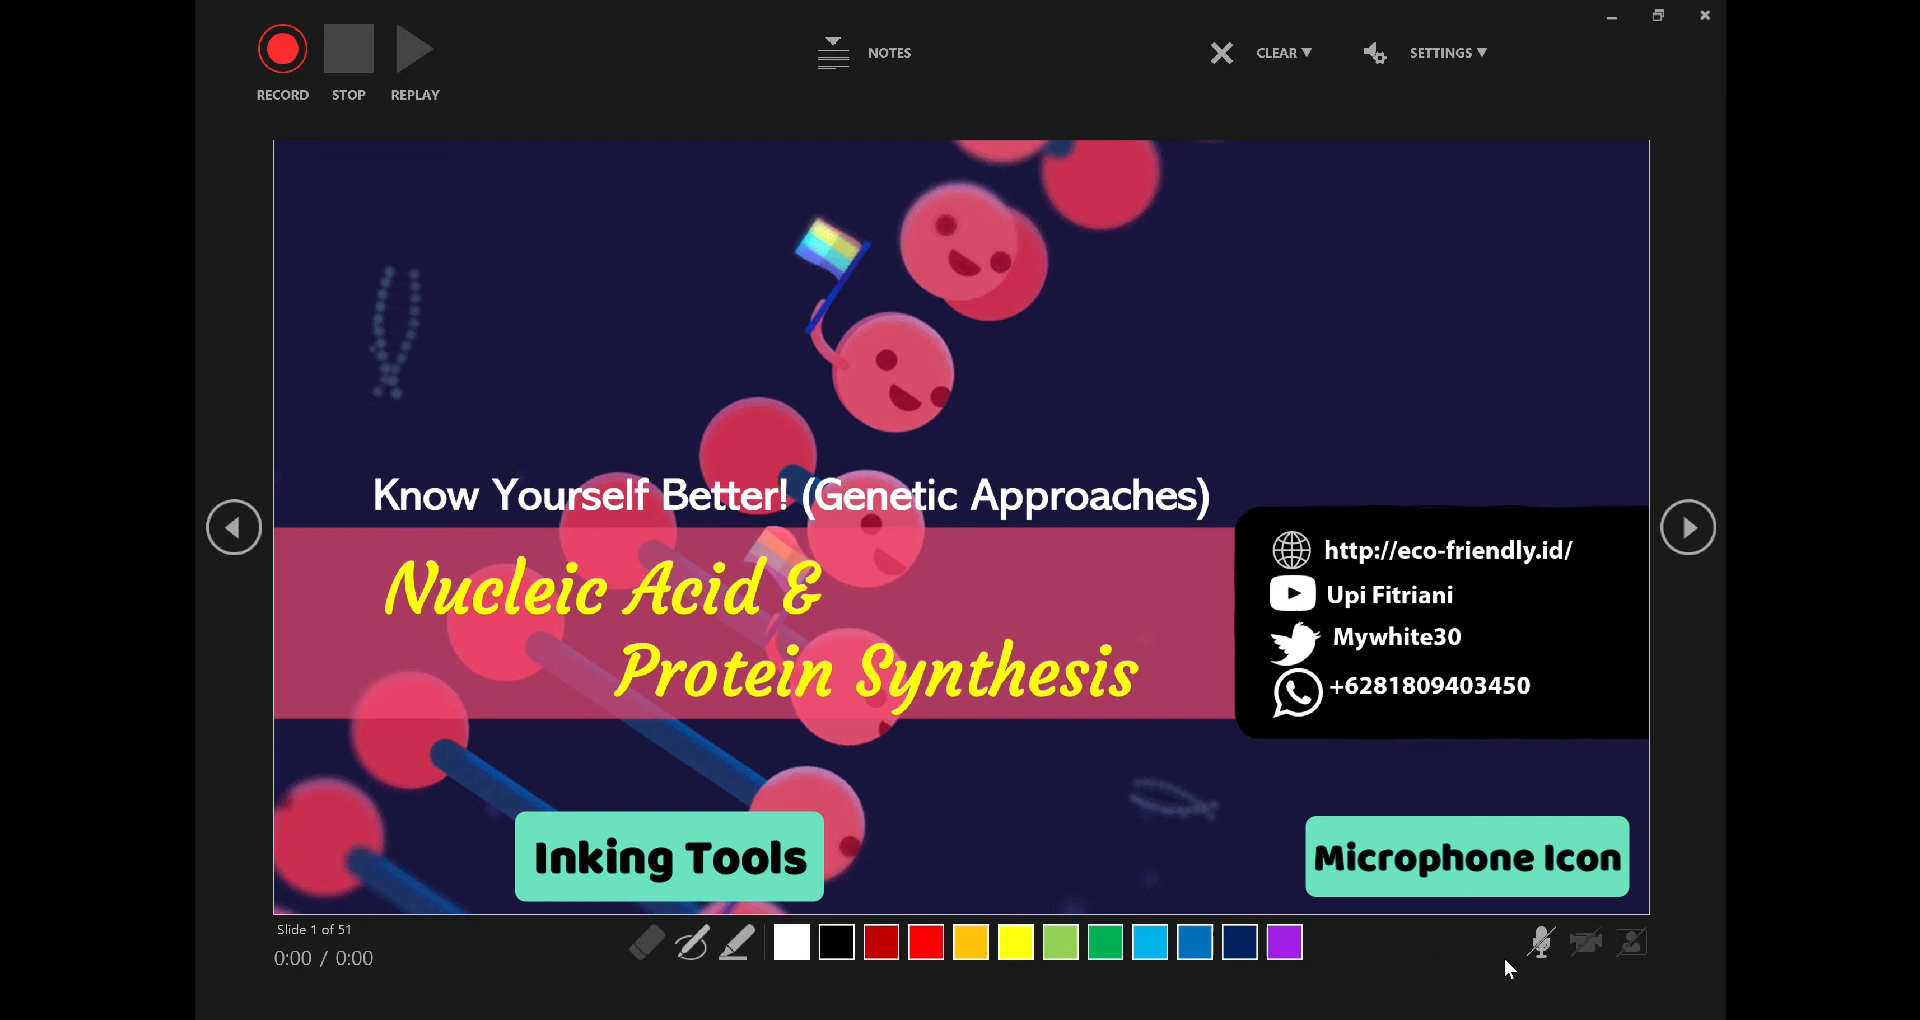 RECORD
STOP
REPLAY
NOTES
CLEAR
SETTINGS
Know Yourself Better! (Genetic Approaches)
Nucleic Acid &
Protein Synthesis
http://eco-friendly.id/
Upi Fitriani
Mywhite30
+6281809403450
Inking Tools
Microphone Icon
Slide 1 of 51
0:00 / 0:00